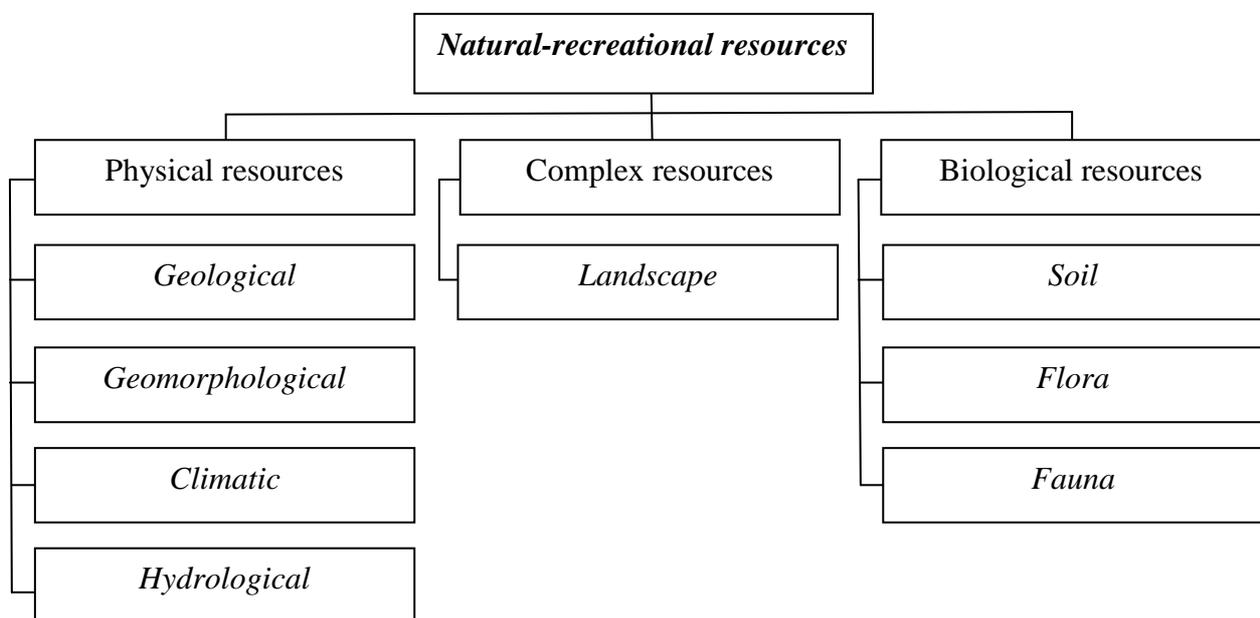 Natural-recreational resources
Physical resources
Complex resources
Biological resources
Geological
Landscape
Soil
Geomorphological
Flora
Climatic
Fauna
Hydrological